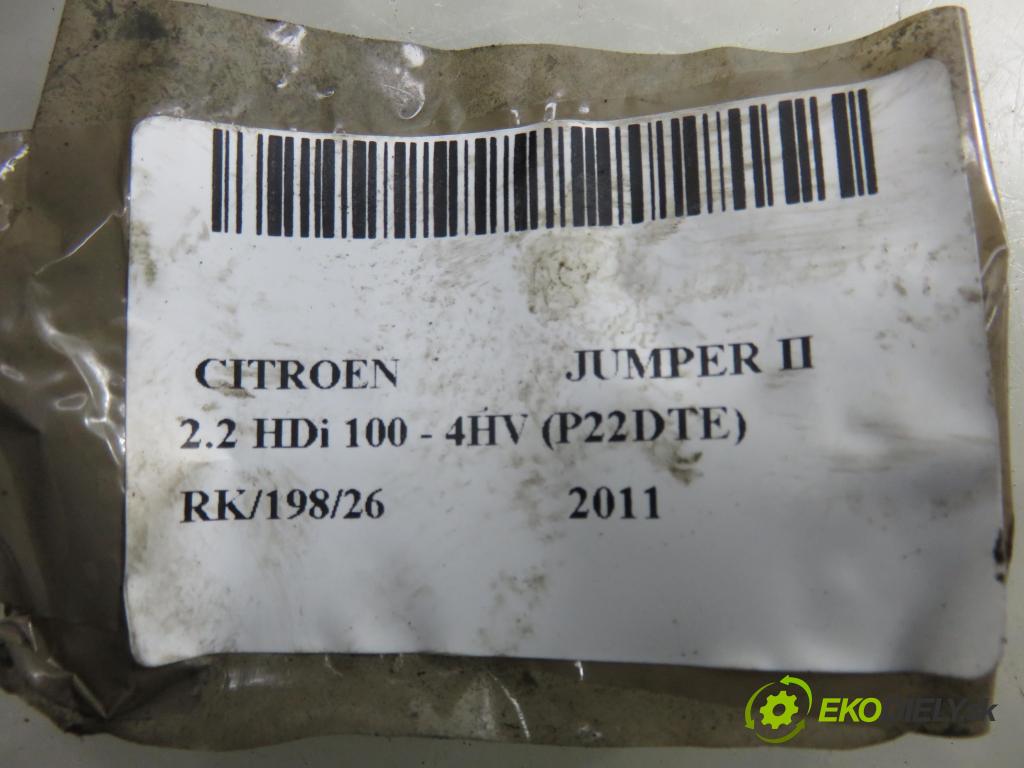 CITROEN JUMPER II
2.2 HDi 100 - 4HV (P22DTE)
RK/198/26 2011
EKODIELY.sk